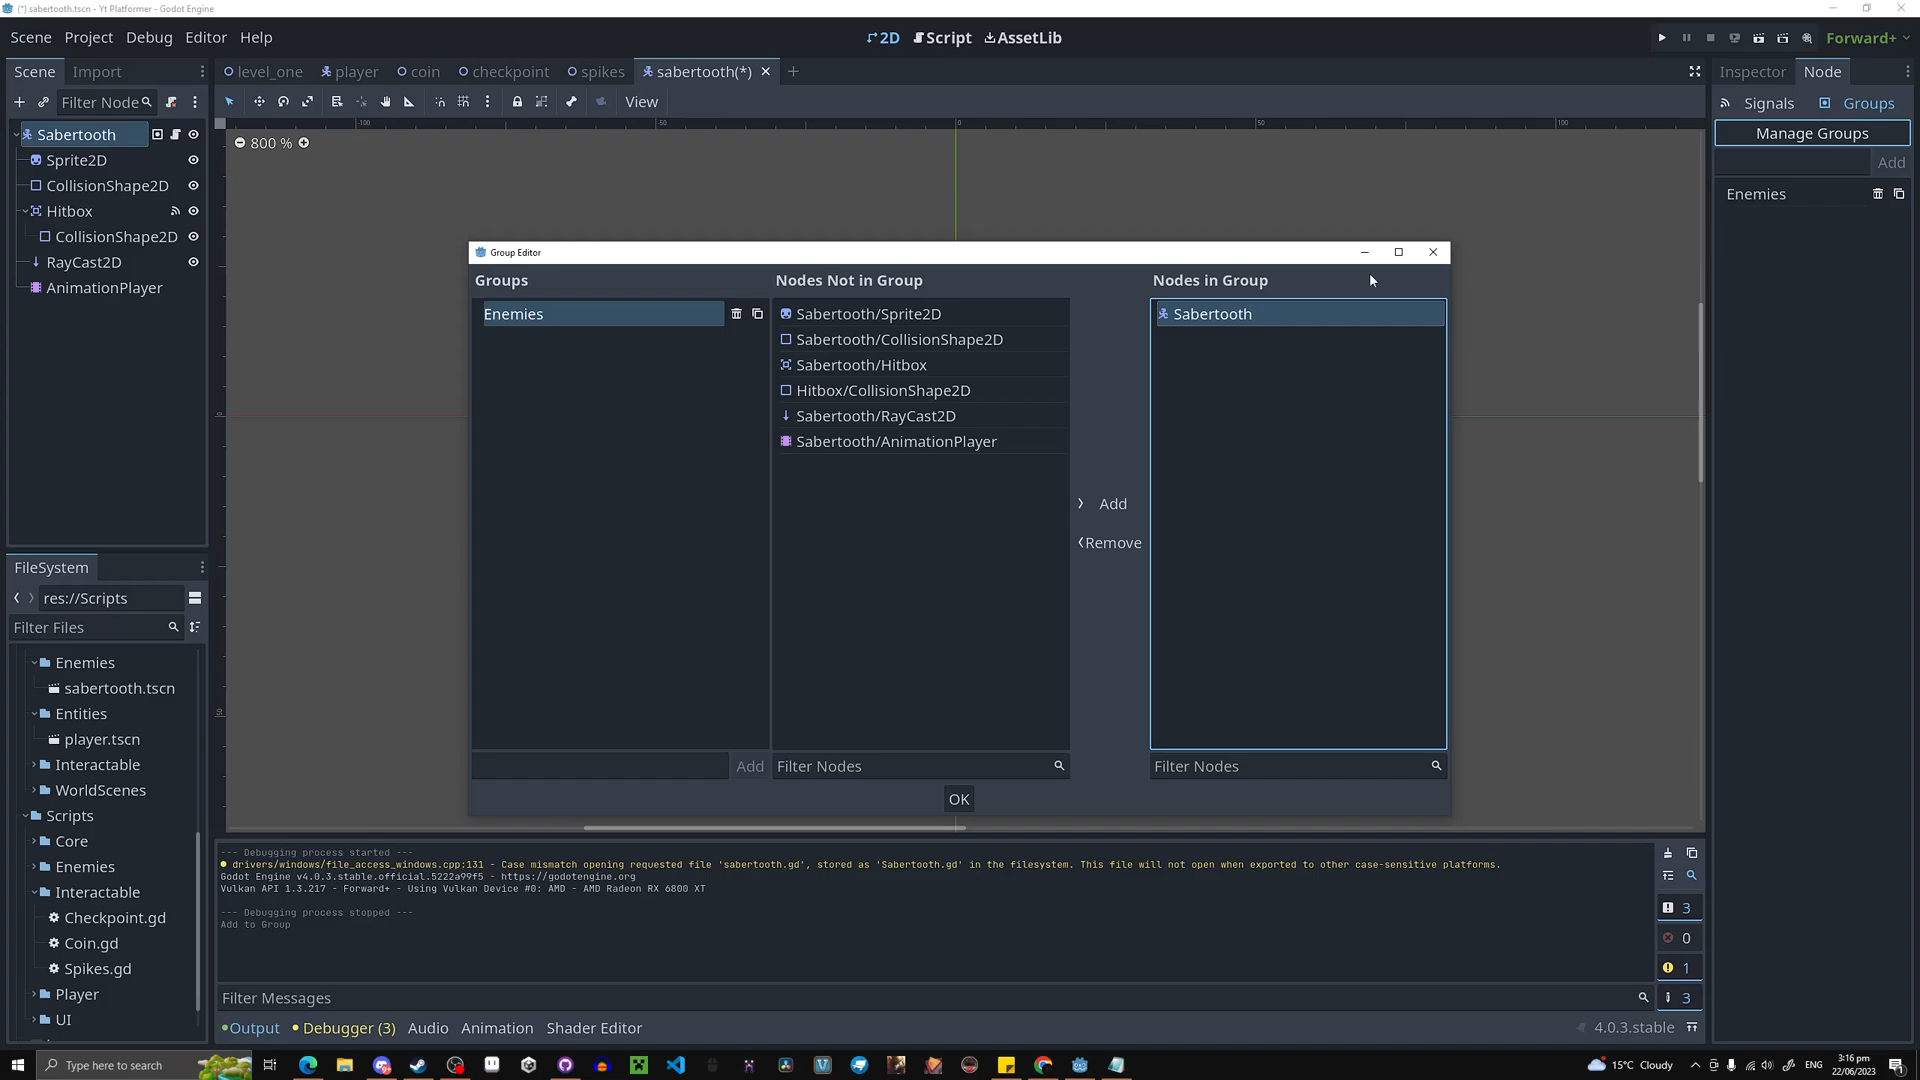 (*) sabertooth.tscn - Yt Platformer - Godot Engine
Scene Project Debug Editor Help
2D Script AssetLib
Forward+
Scene Import
level_one player coin checkpoint spikes sabertooth(*)
Inspector Node
Filter Node
View
Signals Groups
Manage Groups
Add
Enemies
Sabertooth
Sprite2D
CollisionShape2D
Hitbox
CollisionShape2D
RayCast2D
AnimationPlayer
-100 -50 0 50 100
800 %
0
50
Group Editor
Groups Nodes Not in Group Nodes in Group
Enemies
Sabertooth/Sprite2D
Sabertooth/CollisionShape2D
Sabertooth/Hitbox
Hitbox/CollisionShape2D
Sabertooth/RayCast2D
Sabertooth/AnimationPlayer
Sabertooth
Add
Remove
Add Filter Nodes Filter Nodes
OK
FileSystem
res://Scripts
Filter Files
Enemies
sabertooth.tscn
Entities
player.tscn
Interactable
WorldScenes
Scripts
Core
Enemies
Interactable
Checkpoint.gd
Coin.gd
Spikes.gd
Player
UI
--- Debugging process started ---
drivers/windows/file_access_windows.cpp:131 - Case mismatch opening requested file 'sabertooth.gd', stored as 'Sabertooth.gd' in the filesystem. This file will not open when exported to other case-sensitive platforms.
Godot Engine v4.0.3.stable.official.5222a99f5 - https://godotengine.org
Vulkan API 1.3.217 - Forward+ - Using Vulkan Device #0: AMD - AMD Radeon RX 6800 XT
--- Debugging process stopped ---
Add to Group
3
0
1
3
Filter Messages
Output Debugger (3) Audio Animation Shader Editor
4.0.3.stable
Type here to search
15°C Cloudy
ENG
3:16 pm
22/06/2023